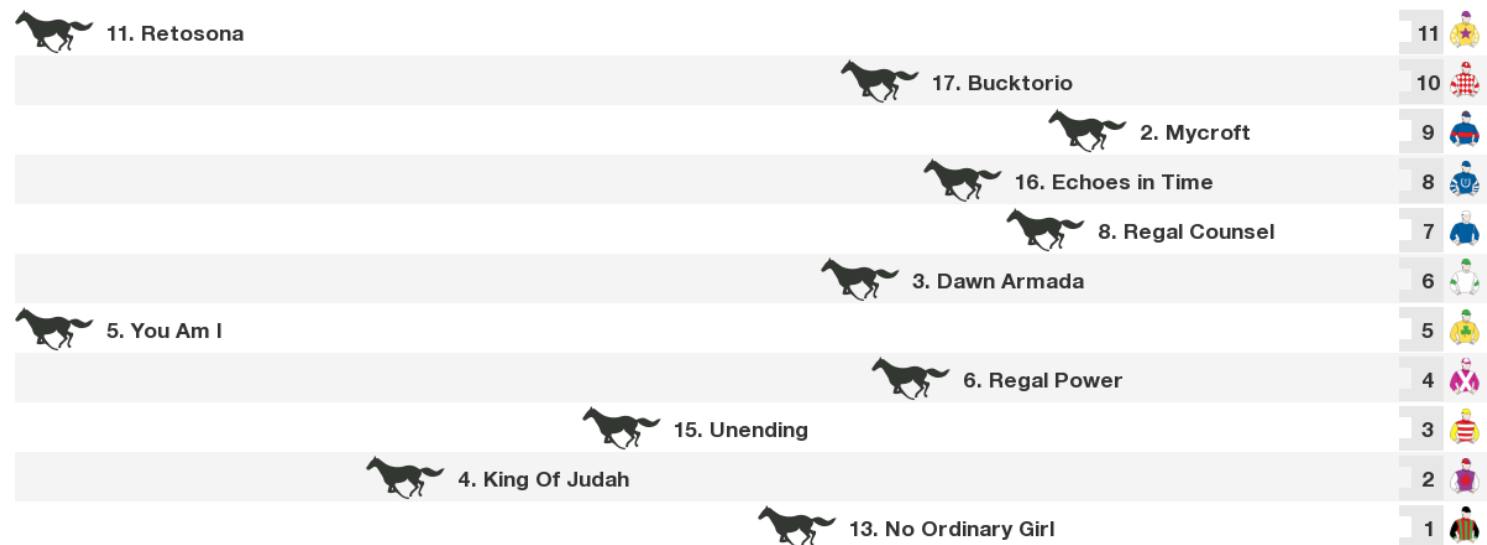 11. Retosona 11
17. Bucktorio 10
2. Mycroft 9
16. Echoes in Time 8
8. Regal Counsel 7
3. Dawn Armada 6
5. You Am I 5
6. Regal Power 4
15. Unending 3
4. King Of Judah 2
13. No Ordinary Girl 1